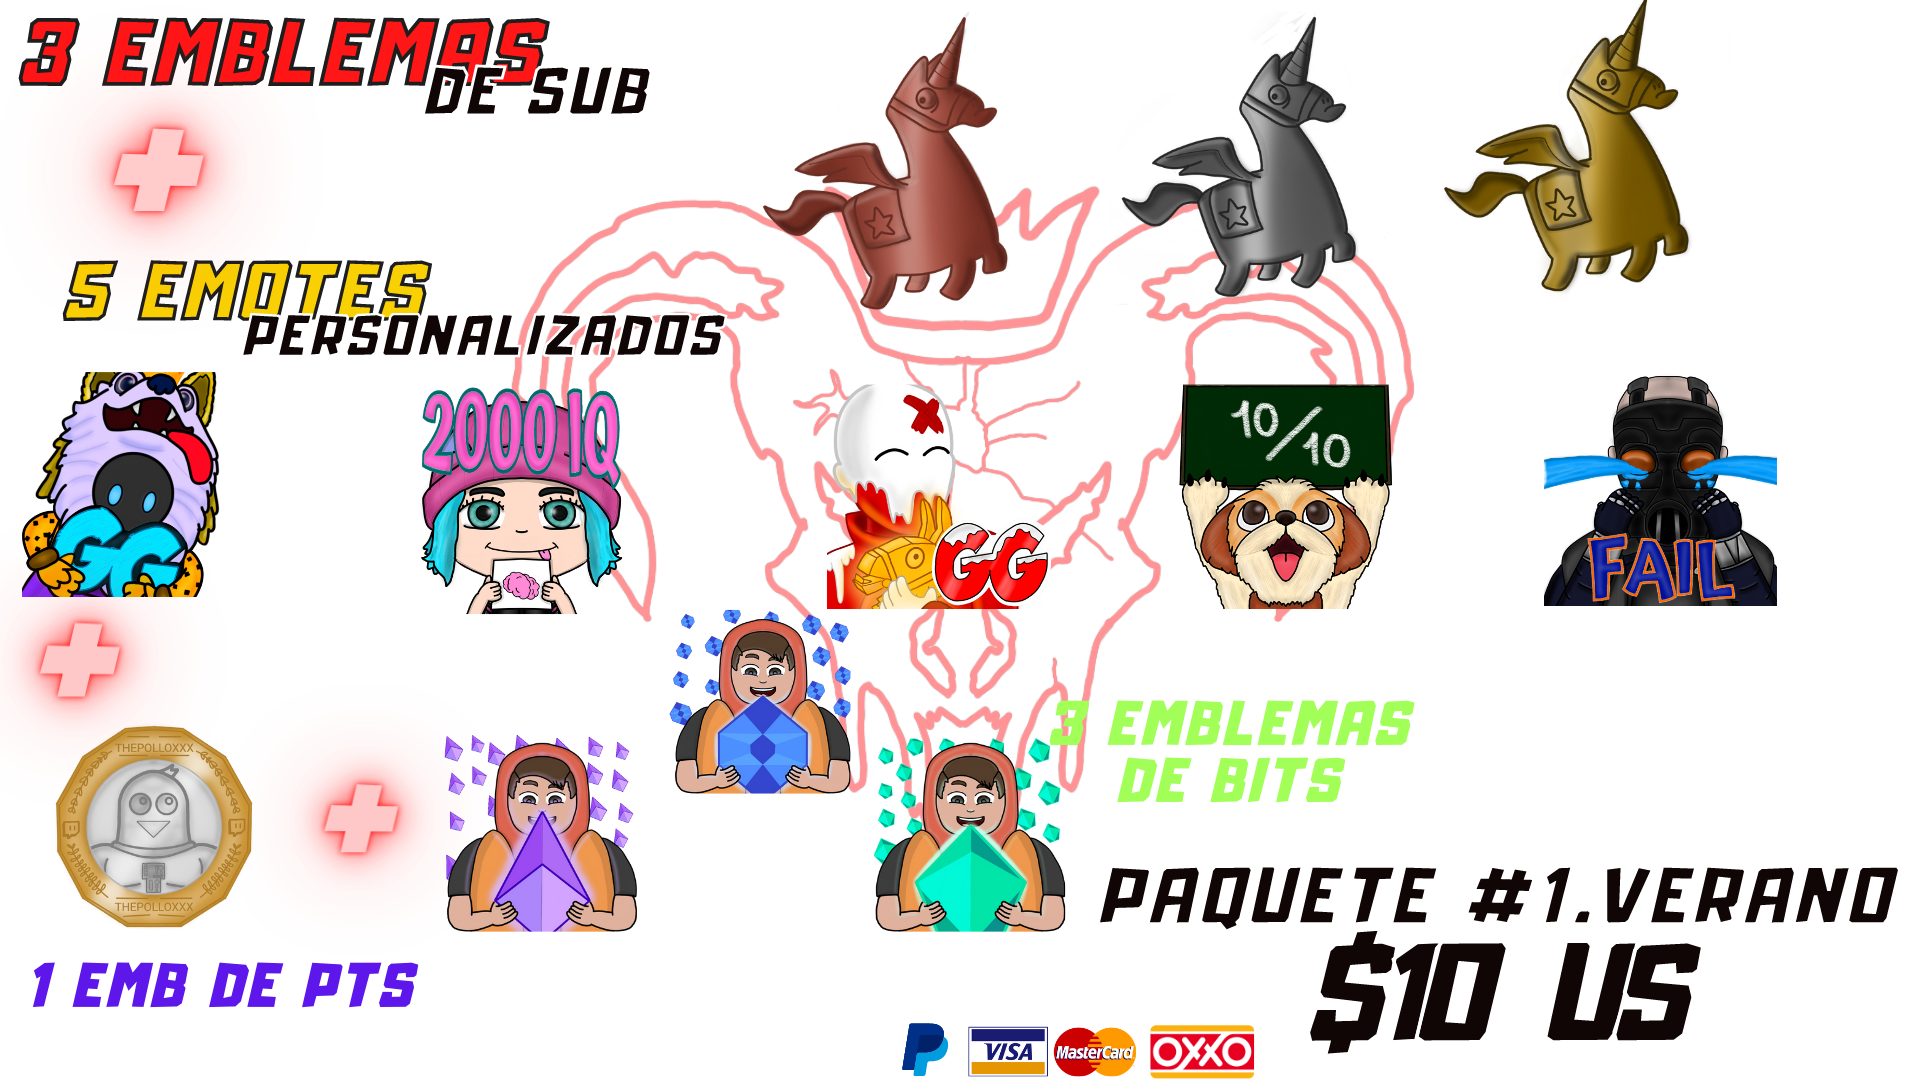 3 EMBLEMAS
DE SUB
5 EMOTES
PERSONALIZADOS
GG
2000 IQ
GG
10/10
FAIL
THEPOLLOXXX
THEPOLLOXXX
3 EMBLEMAS
DE BITS
1 EMB DE PTS
PAQUETE #1.VERANO
$10 US
P
VISA
MasterCard
OXXO